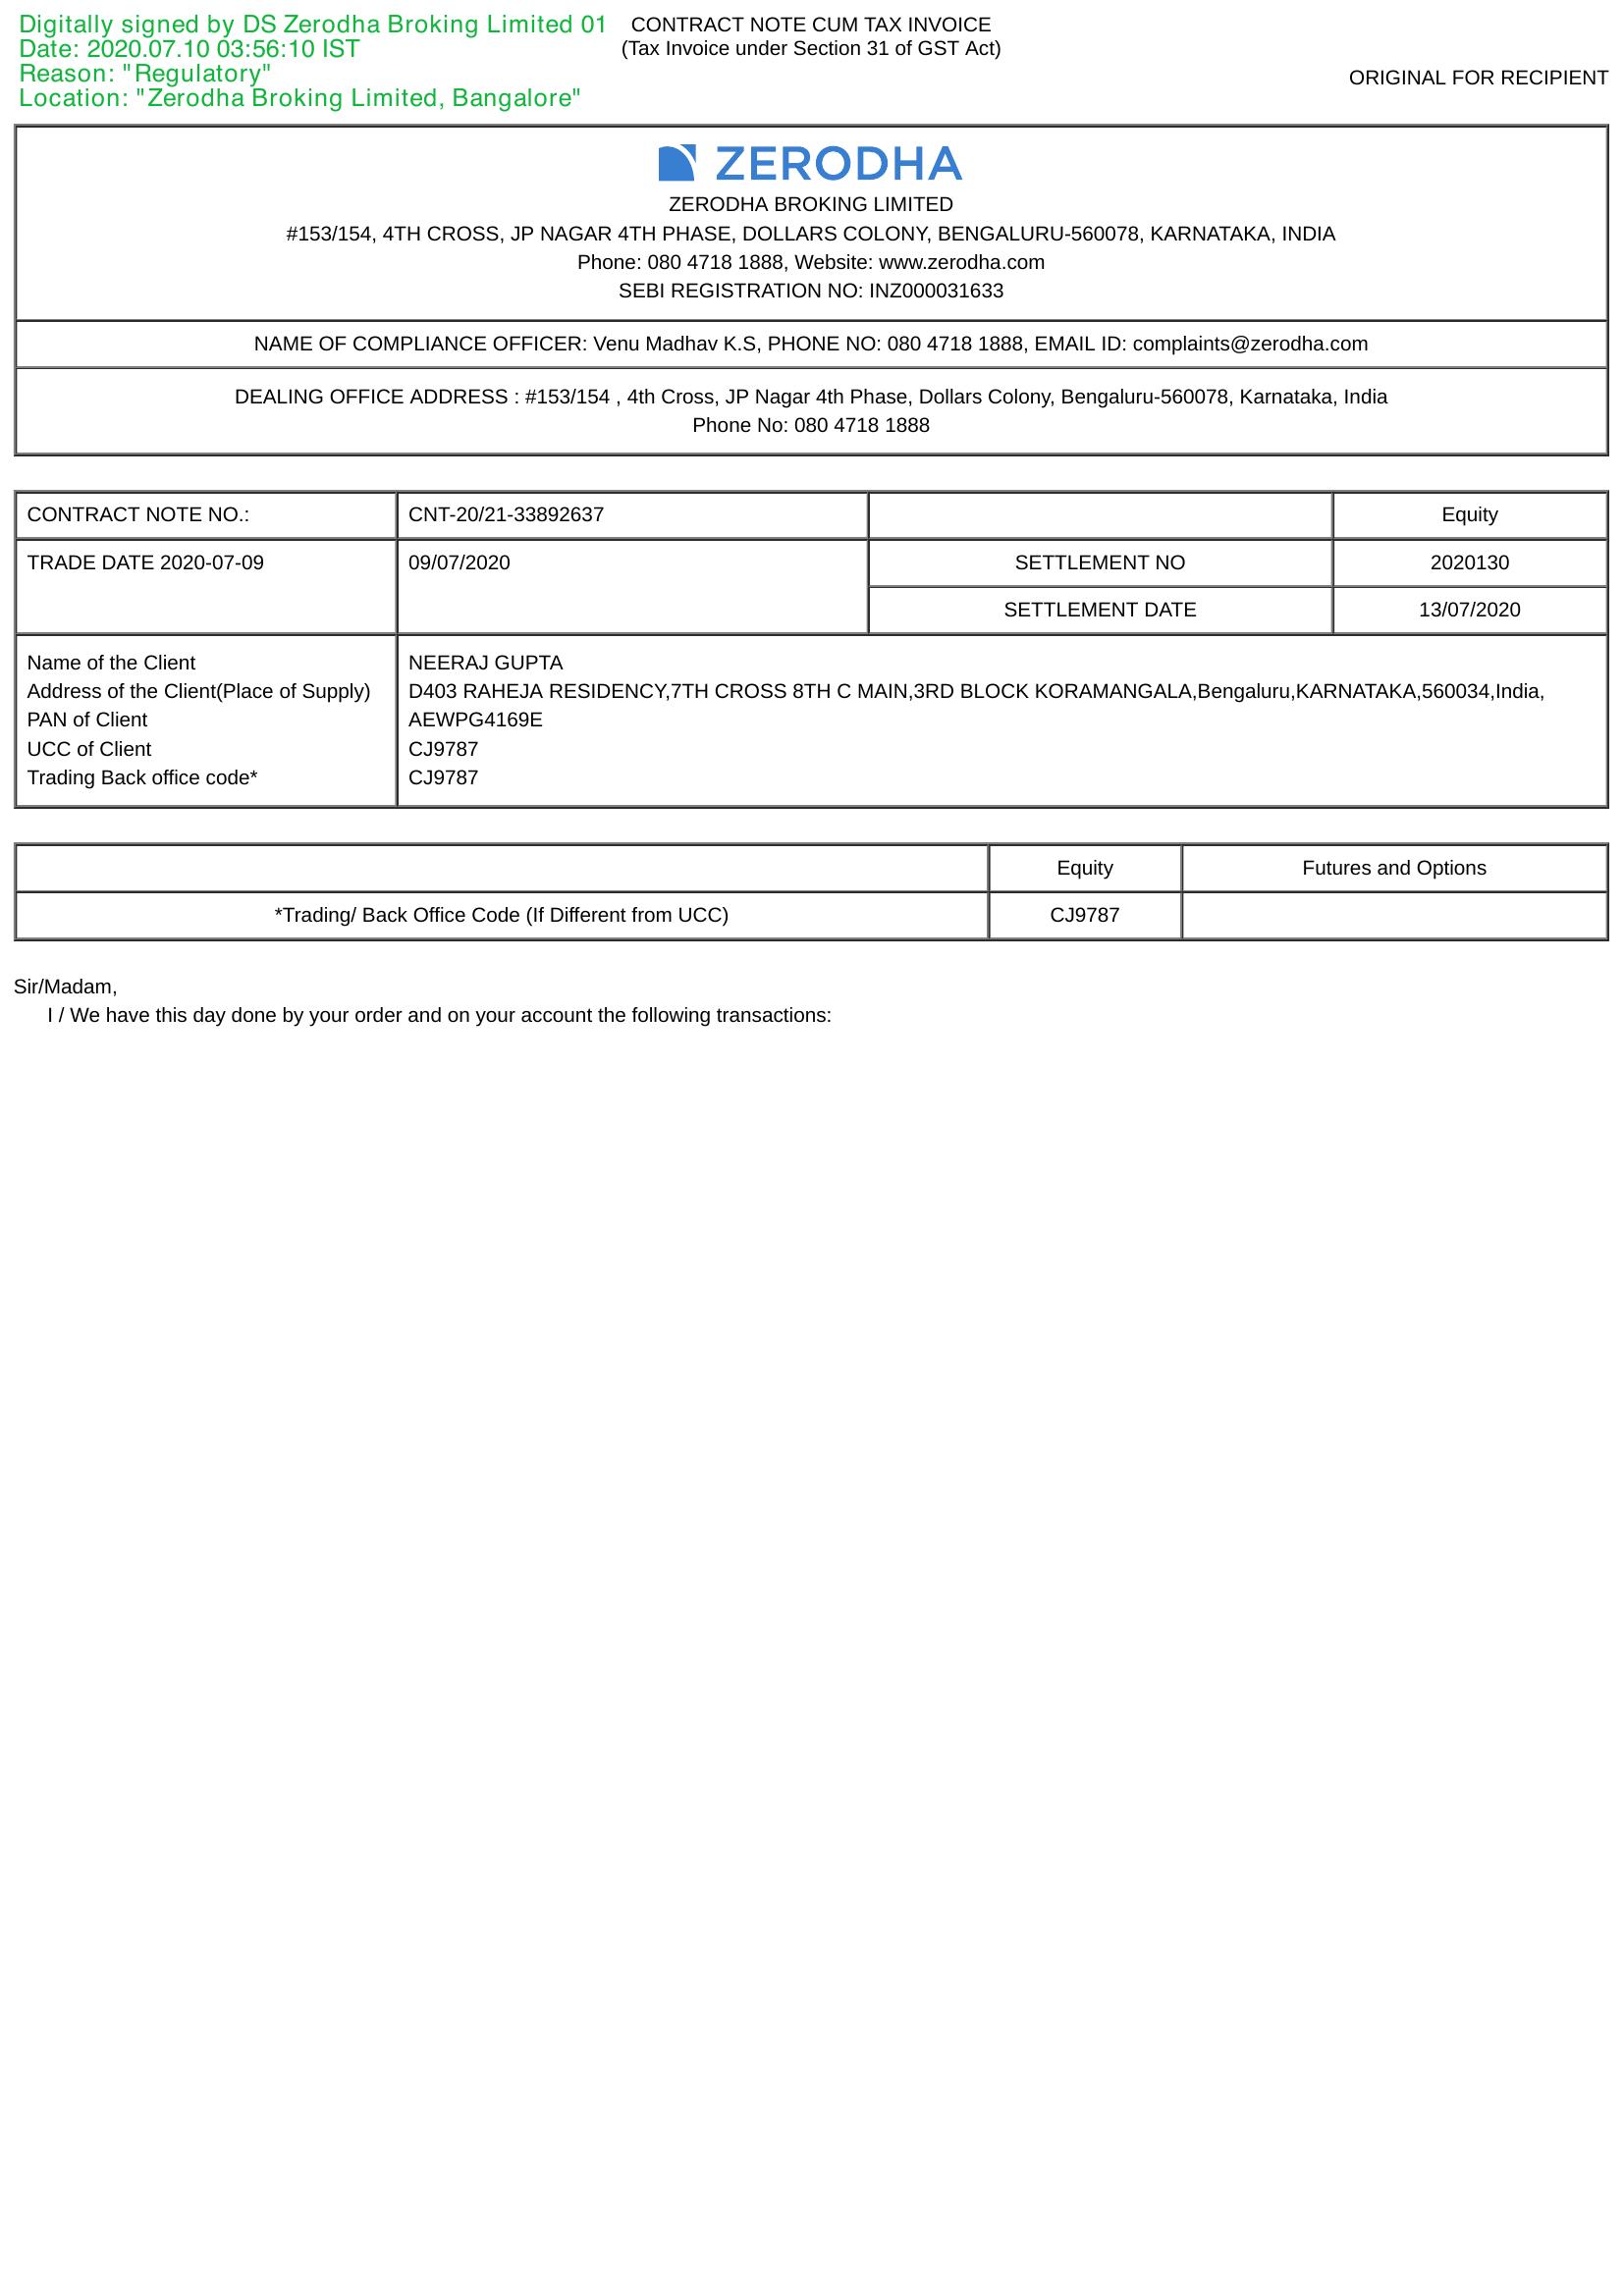 Digitally signed by DS Zerodha Broking Limited 01
Date: 2020.07.10 03:56:10 IST
Reason: "Regulatory"
Location: "Zerodha Broking Limited, Bangalore"
CONTRACT NOTE CUM TAX INVOICE
(Tax Invoice under Section 31 of GST Act)
ORIGINAL FOR RECIPIENT
ZERODHA
ZERODHA BROKING LIMITED
#153/154, 4TH CROSS, JP NAGAR 4TH PHASE, DOLLARS COLONY, BENGALURU-560078, KARNATAKA, INDIA
Phone: 080 4718 1888, Website: www.zerodha.com
SEBI REGISTRATION NO: INZ000031633
NAME OF COMPLIANCE OFFICER: Venu Madhav K.S, PHONE NO: 080 4718 1888, EMAIL ID: complaints@zerodha.com
DEALING OFFICE ADDRESS : #153/154 , 4th Cross, JP Nagar 4th Phase, Dollars Colony, Bengaluru-560078, Karnataka, India
Phone No: 080 4718 1888
CONTRACT NOTE NO.: CNT-20/21-33892637 Equity
TRADE DATE 2020-07-09 09/07/2020 SETTLEMENT NO 2020130
SETTLEMENT DATE 13/07/2020
Name of the Client NEERAJ GUPTA
Address of the Client(Place of Supply) D403 RAHEJA RESIDENCY,7TH CROSS 8TH C MAIN,3RD BLOCK KORAMANGALA,Bengaluru,KARNATAKA,560034,India,
PAN of Client AEWPG4169E
UCC of Client CJ9787
Trading Back office code* CJ9787
Equity Futures and Options
*Trading/ Back Office Code (If Different from UCC) CJ9787
Sir/Madam,
I / We have this day done by your order and on your account the following transactions: